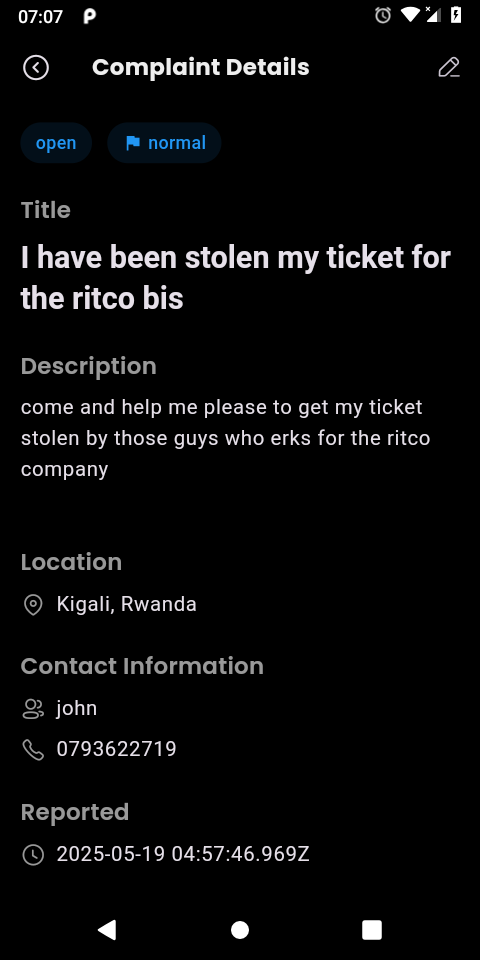 07:07
Complaint Details
open
normal
Title
I have been stolen my ticket for
the ritco bis
Description
come and help me please to get my ticket
stolen by those guys who erks for the ritco
company
Location
Kigali, Rwanda
Contact Information
john
0793622719
Reported
2025-05-19 04:57:46.969Z